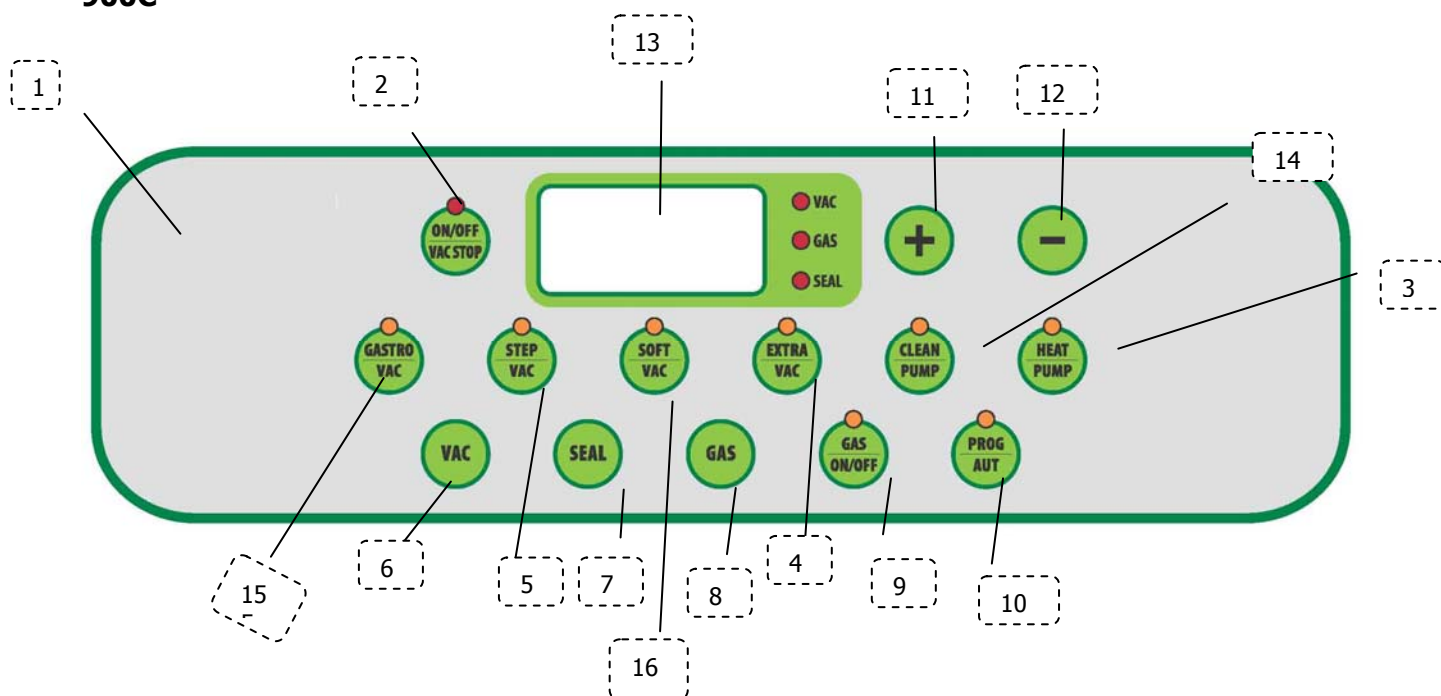 13
1
2
11
12
14
ON/OFF
VAC STOP
VAC
GAS
SEAL
+
-
3
GASTRO
VAC
STEP
VAC
SOFT
VAC
EXTRA
VAC
CLEAN
PUMP
HEAT
PUMP
VAC
SEAL
GAS
GAS
ON/OFF
PROG
AUT
6
5
7
8
4
9
10
15
16